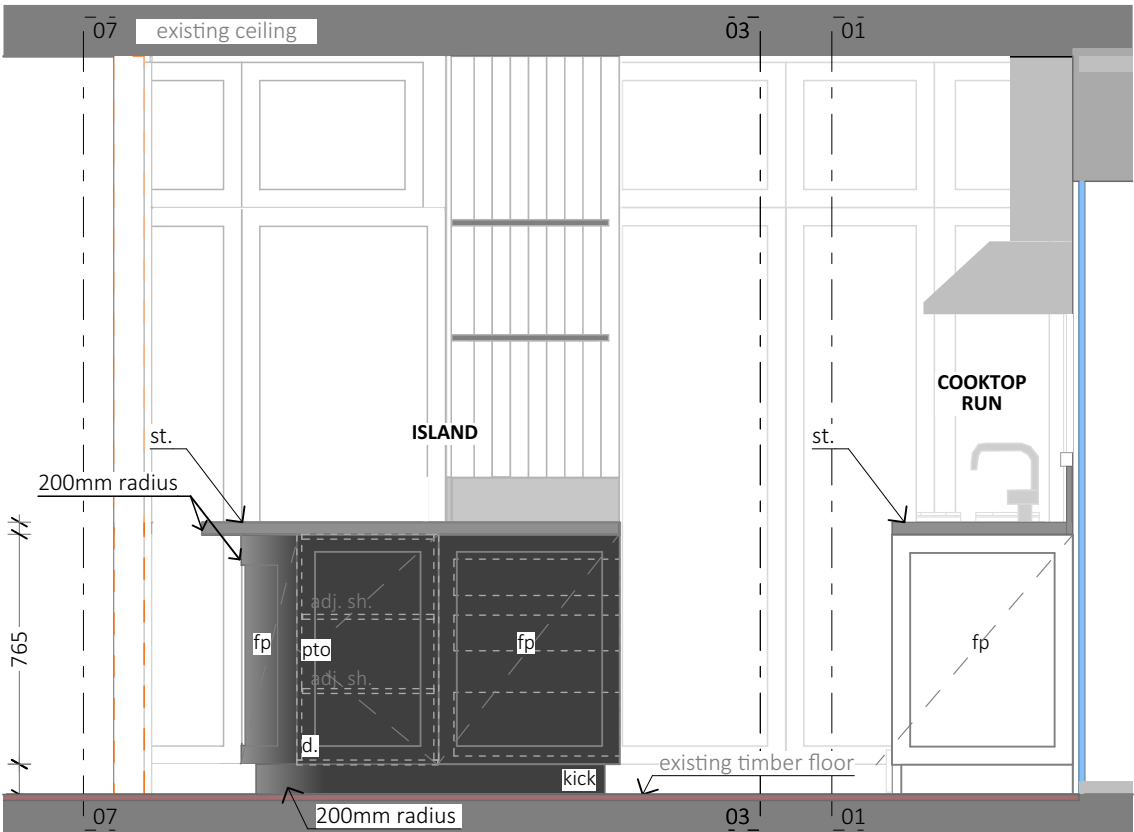 07
existing ceiling
03
01
COOKTOP
RUN
ISLAND
st.
st.
200mm radius
adj. sh.
fp
pto
fp
fp
765
adj. sh.
d.
existing timber floor
kick
200mm radius
07
03
01